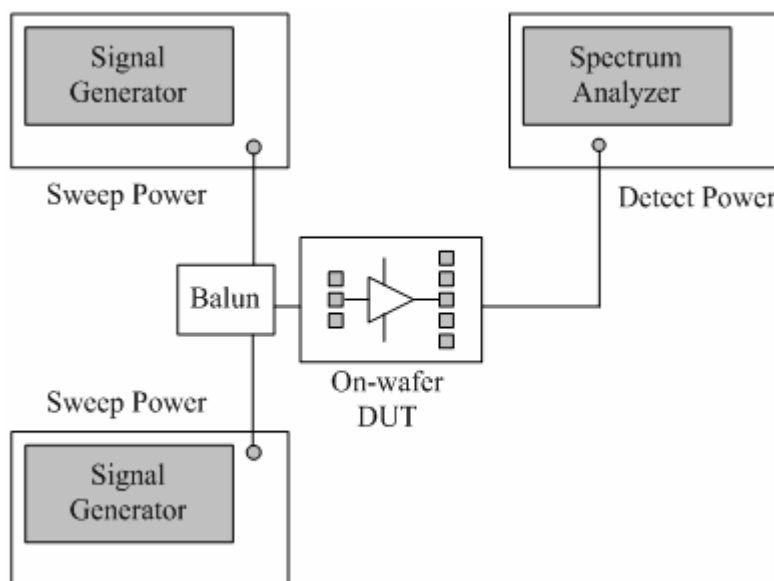 Signal
Generator
Sweep Power
Spectrum
Analyzer
Detect Power
Balun
On-wafer
DUT
Sweep Power
Signal
Generator